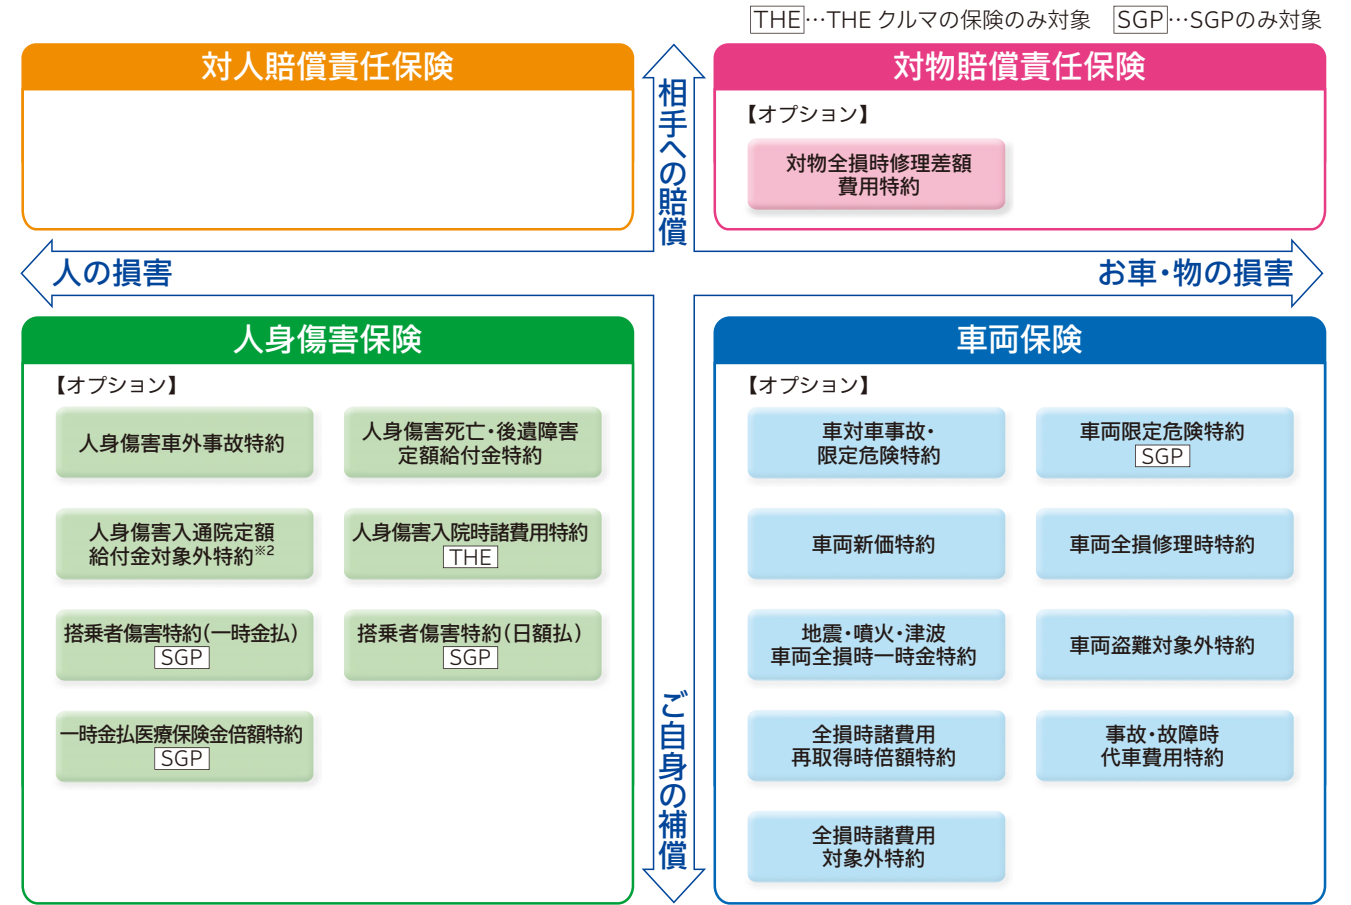 THE…THE クルマの保険のみ対象 SGP…SGPのみ対象
対人賠償責任保険
相手への賠償
対物賠償責任保険
【オプション】
対物全損時修理差額
費用特約
人の損害
お車・物の損害
人身傷害保険
【オプション】
人身傷害車外事故特約
人身傷害死亡・後遺障害
定額給付金特約
人身傷害入通院定額
給付金対象外特約※2
人身傷害入院時諸費用特約
THE
搭乗者傷害特約(一時金払)
SGP
搭乗者傷害特約(日額払)
SGP
一時金払医療保険金倍額特約
SGP
ご自身の補償
車両保険
【オプション】
車対車事故・
限定危険特約
車両限定危険特約
SGP
車両新価特約
車両全損修理時特約
地震・噴火・津波
車両全損時一時金特約
車両盗難対象外特約
全損時諸費用
再取得時倍額特約
事故・故障時
代車費用特約
全損時諸費用
対象外特約